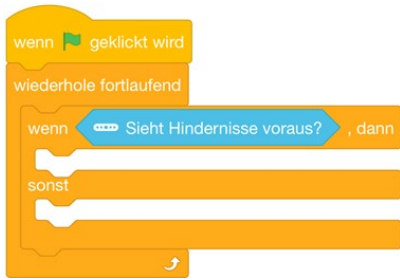 wenn geklickt wird
wiederhole fortlaufend
wenn Sieht Hindernisse voraus? , dann
sonst